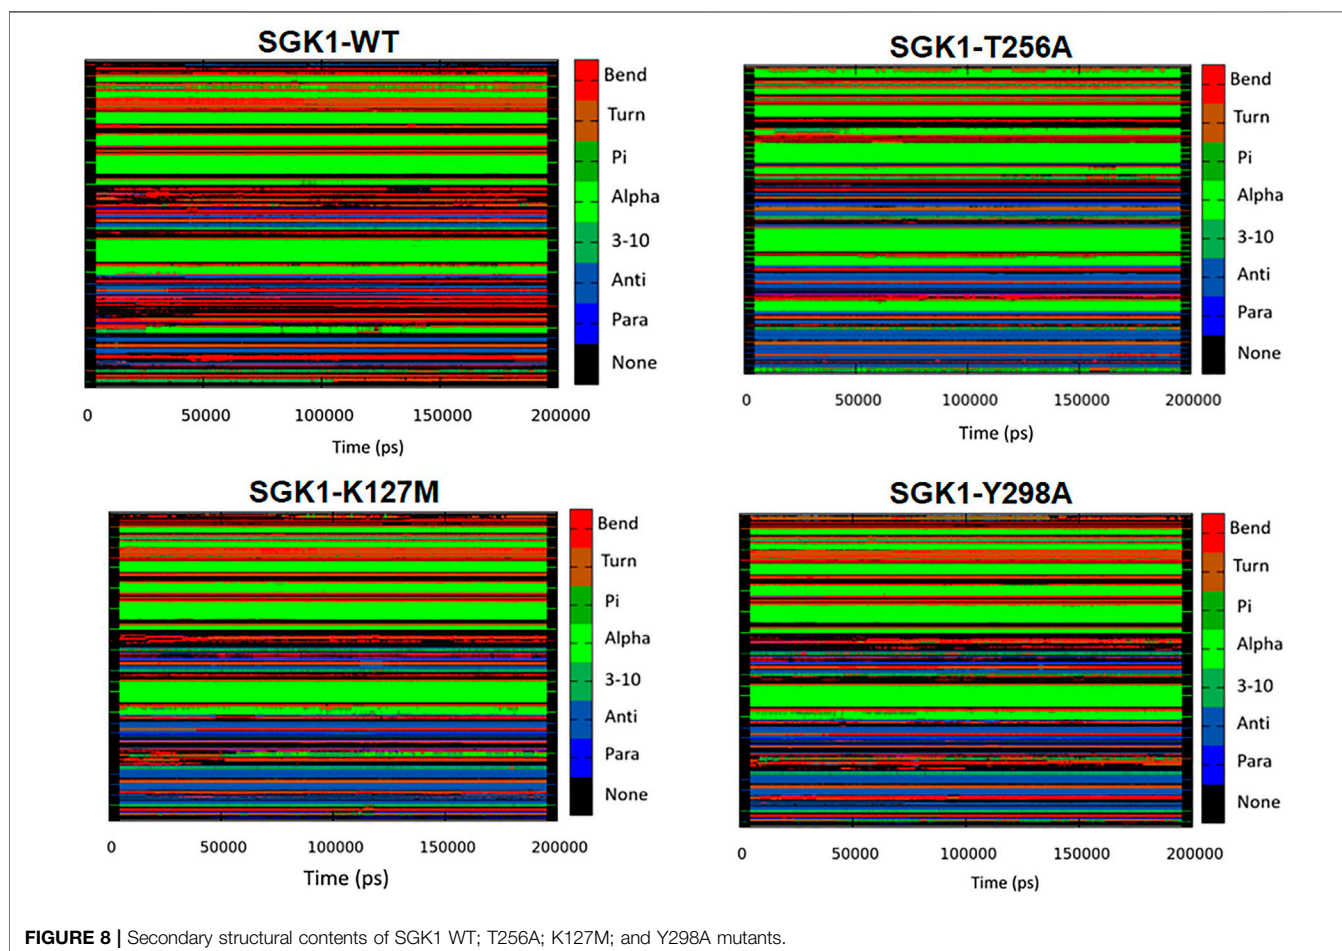 SGK1-WT
Bend
Turn
Pi
Alpha
3-10
Anti
Para
None
0 50000 100000 150000 200000
Time (ps)
SGK1-T256A
Bend
Turn
Pi
Alpha
3-10
Anti
Para
None
0 50000 100000 150000 200000
Time (ps)
SGK1-K127M
Bend
Turn
Pi
Alpha
3-10
Anti
Para
None
0 50000 100000 150000 200000
Time (ps)
SGK1-Y298A
Bend
Turn
Pi
Alpha
3-10
Anti
Para
None
0 50000 100000 150000 200000
Time (ps)
FIGURE 8 | Secondary structural contents of SGK1 WT; T256A; K127M; and Y298A mutants.